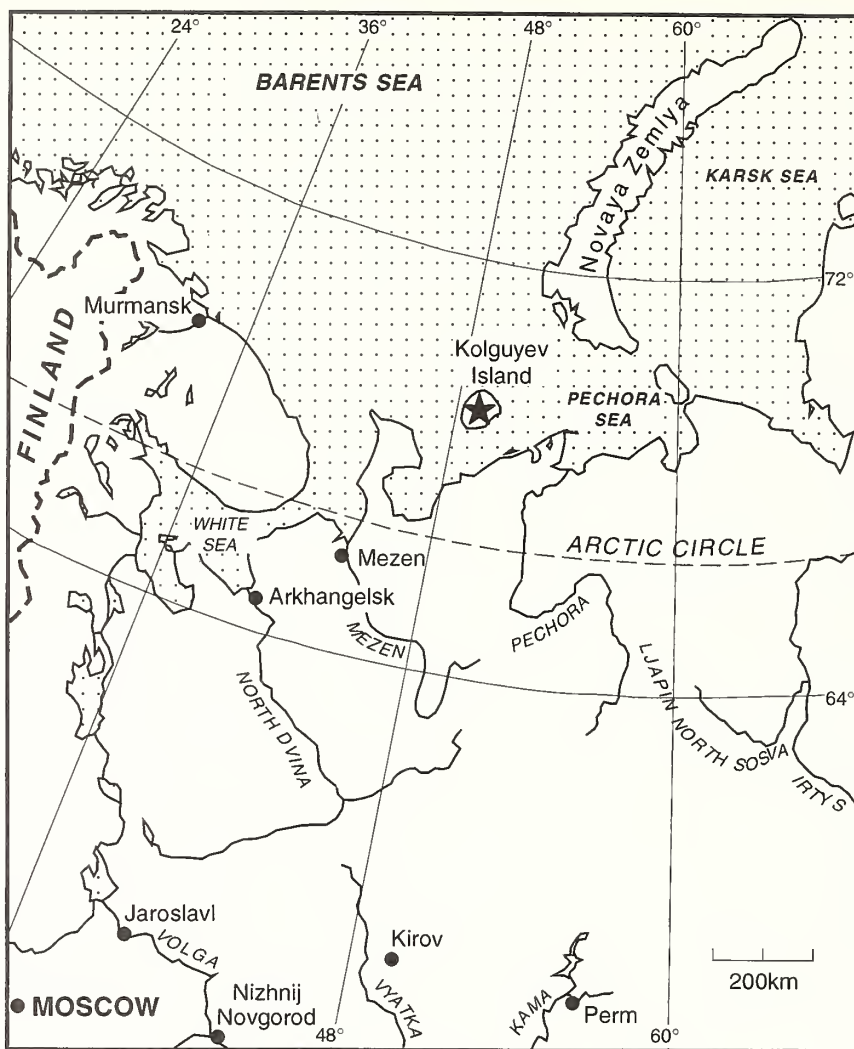 24°
36°
48°
60°
BARENTS SEA
Novaya Zemlya
KARSK SEA
72°
Murmansk
Kolguyev
Island
FINLAND
PECHORA
SEA
WHITE
SEA
Mezen
ARCTIC CIRCLE
Arkhangelsk
MEZEN
PECHORA
LJAPIN NORTH SOSVA
64°
NORTH DVINA
IRTYS
Jaroslavl
VOLGA
Kirov
200km
MOSCOW
Nizhnij
Novgorod
48°
VYATKA
KAMA
Perm
60°